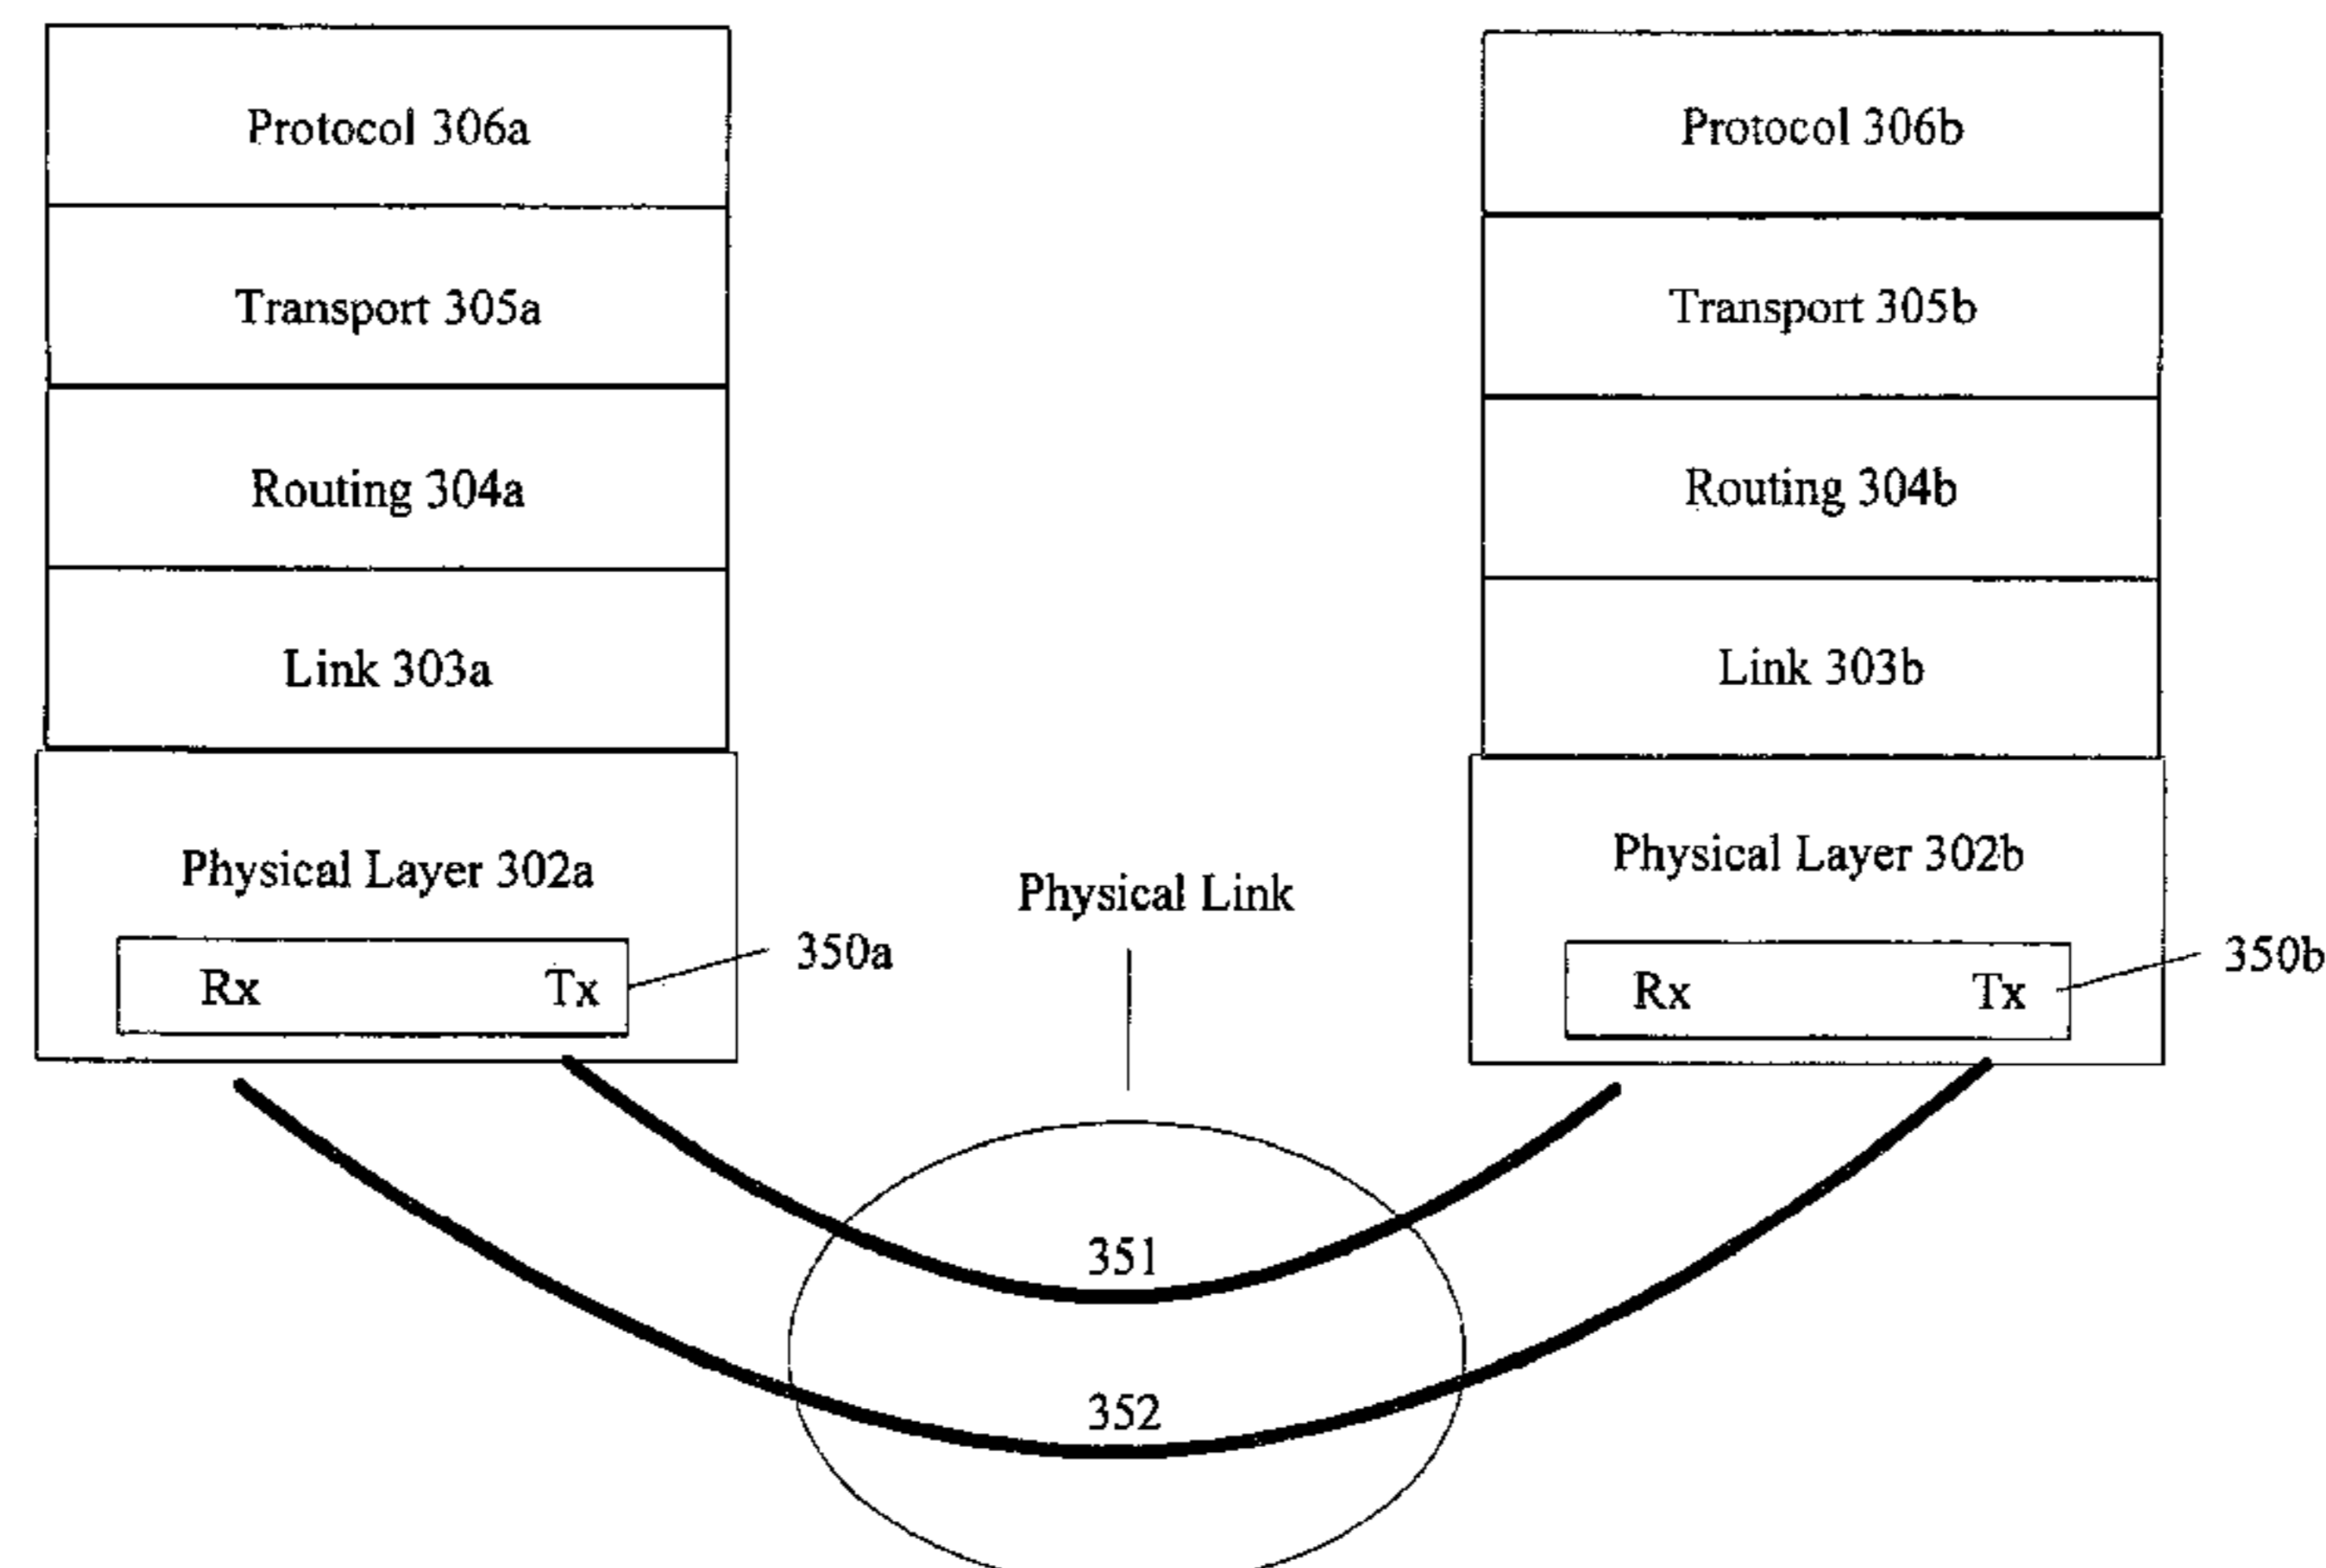 Protocol 306a
Transport 305a
Routing 304a
Link 303a
Physical Layer 302a
Rx Tx
350a
Physical Link
Protocol 306b
Transport 305b
Routing 304b
Link 303b
Physical Layer 302b
Rx Tx
350b
351
352